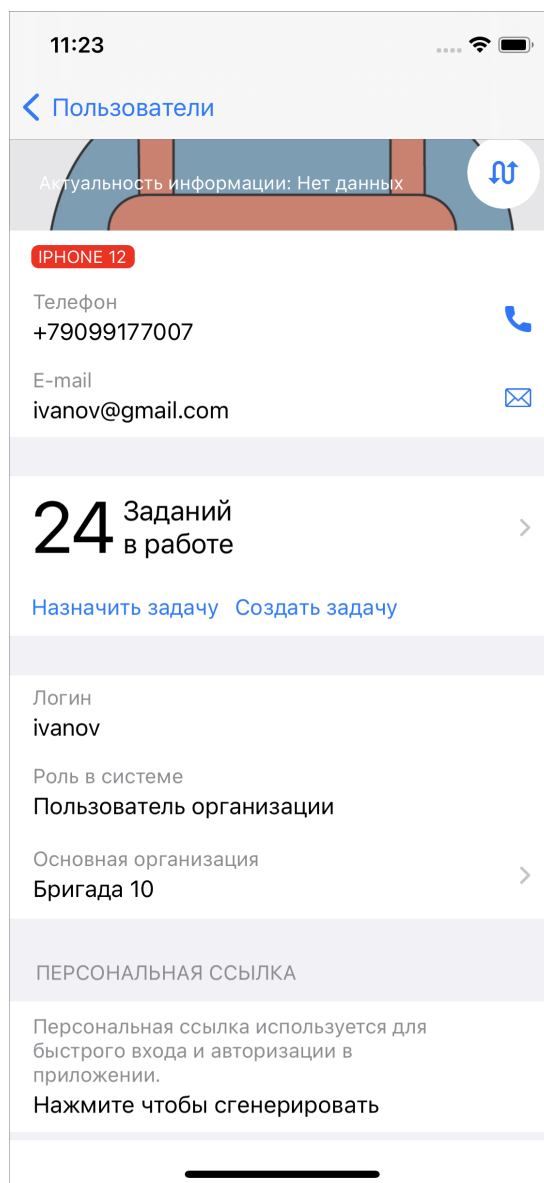 11:23
Пользователи
Актуальность информации: Нет данных
IPHONE 12
Телефон
+79099177007
E-mail
ivanov@gmail.com
24 Заданий
в работе
Назначить задачу Создать задачу
Логин
ivanov
Роль в системе
Пользователь организации
Основная организация
Бригада 10
ПЕРСОНАЛЬНАЯ ССЫЛКА
Персональная ссылка используется для
быстрого входа и авторизации в
приложении.
Нажмите чтобы сгенерировать